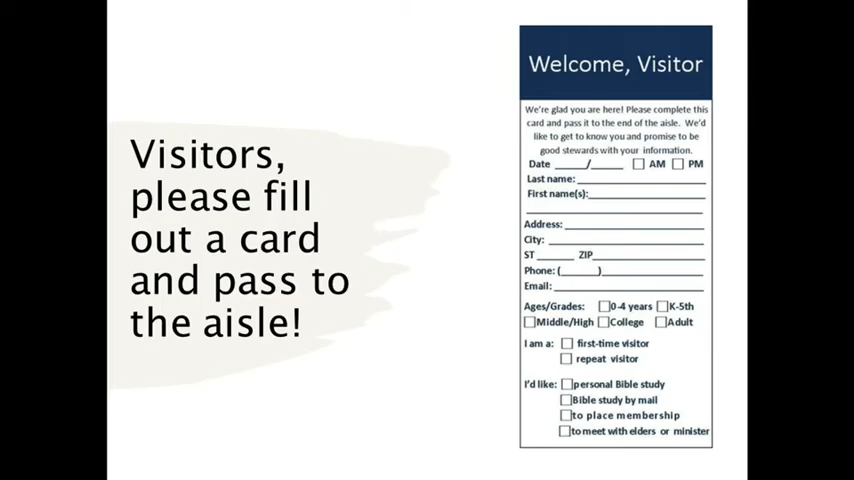 Visitors,
please fill
out a card
and pass to
the aisle!
Welcome, Visitor
We're glad you are here! Please complete this
card and pass it to the end of the aisle. We'd
like to get to know you and promise to be
good stewards with your information.
Date ______/______ AM PM
Last name:
First name(s):
Address:
City:
ST ______ ZIP
Phone: (______)
Email:
Ages/Grades: 0-4 years K-5th
Middle/High College Adult
I am a: first-time visitor
repeat visitor
I'd like: personal Bible study
Bible study by mail
to place membership
to meet with elders or minister